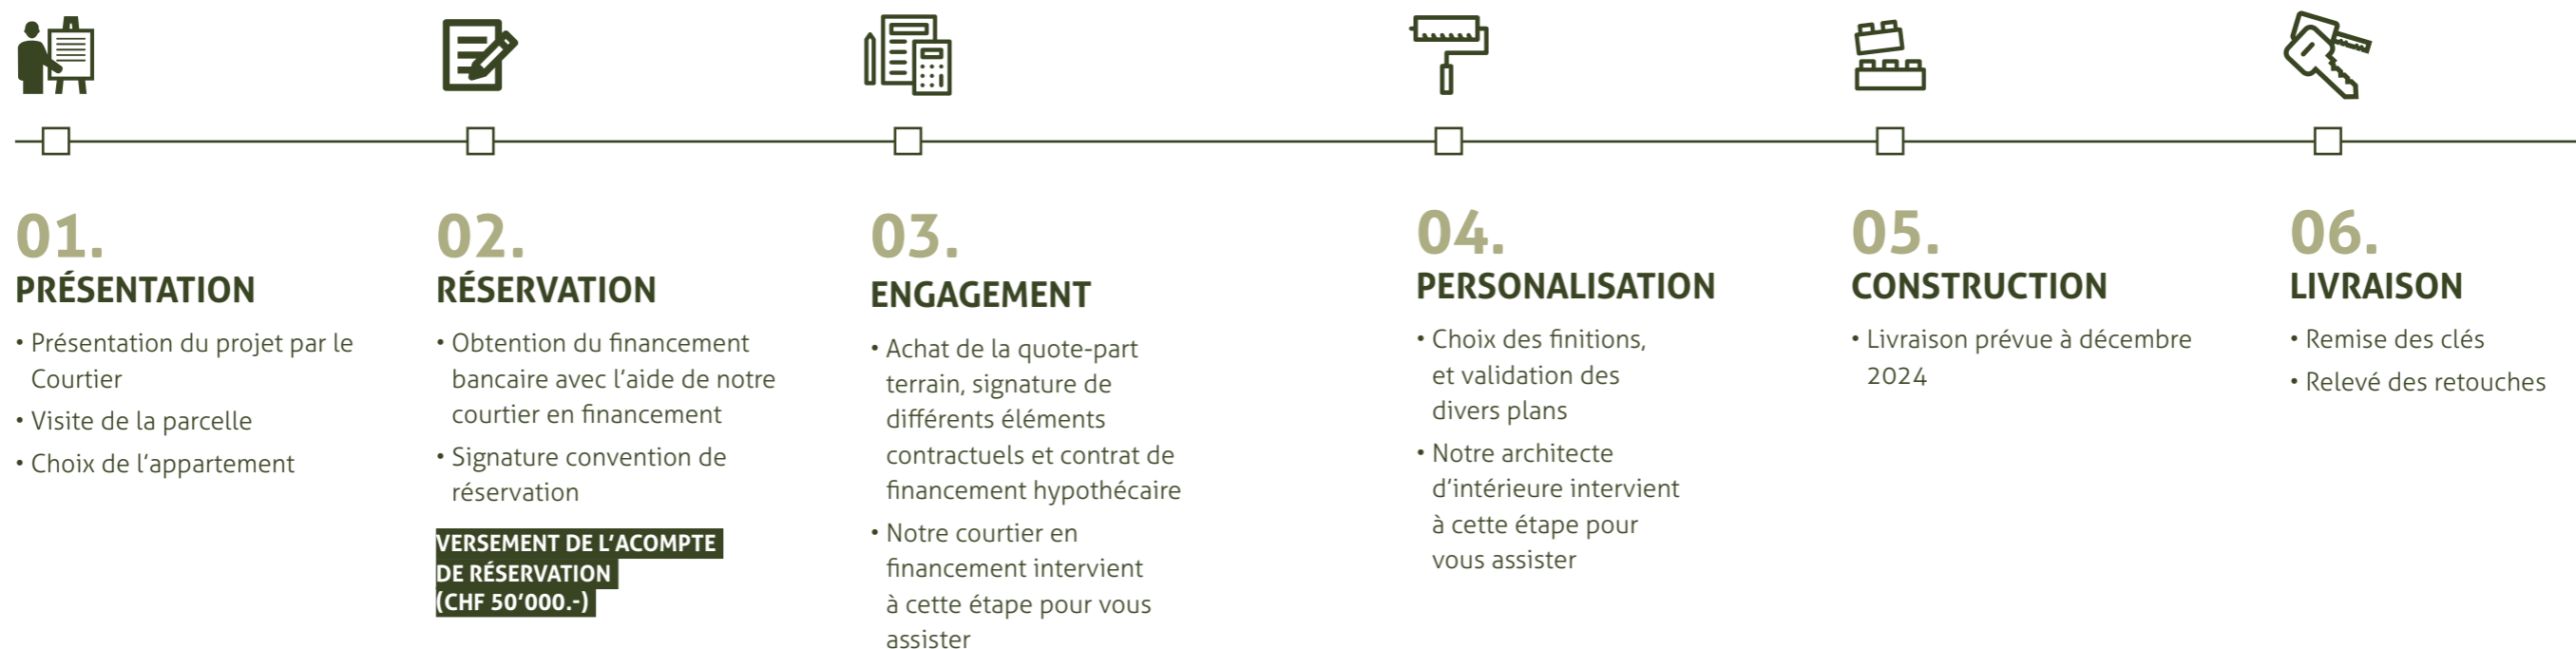 01.
PRÉSENTATION
• Présentation du projet par le
Courtier
• Visite de la parcelle
• Choix de l'appartement
02.
RÉSERVATION
• Obtention du financement
bancaire avec l'aide de notre
courtier en financement
• Signature convention de
réservation
VERSEMENT DE L'ACOMPTE
DE RÉSERVATION
(CHF 50'000.-)
03.
ENGAGEMENT
• Achat de la quote-part
terrain, signature de
différents éléments
contractuels et contrat de
financement hypothécaire
• Notre courtier en
financement intervient
à cette étape pour vous
assister
04.
PERSONALISATION
• Choix des finitions,
et validation des
divers plans
• Notre architecte
d'intérieure intervient
à cette étape pour
vous assister
05.
CONSTRUCTION
• Livraison prévue à décembre
2024
06.
LIVRAISON
• Remise des clés
• Relevé des retouches